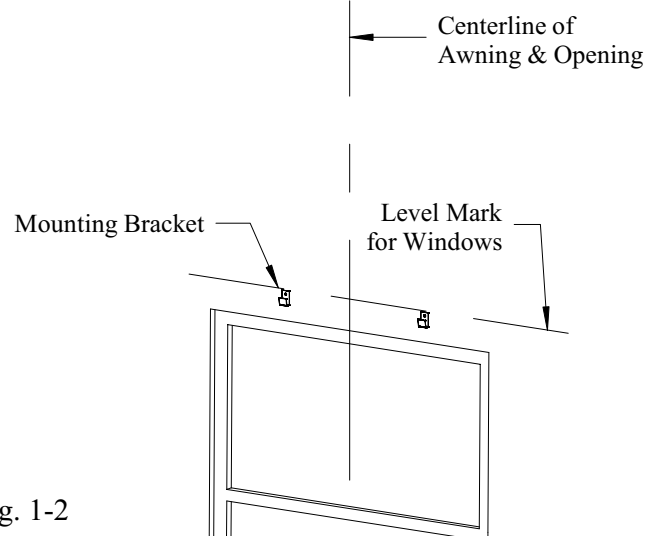 Centerline of
Awning & Opening
Mounting Bracket
Level Mark
for Windows
g. 1-2